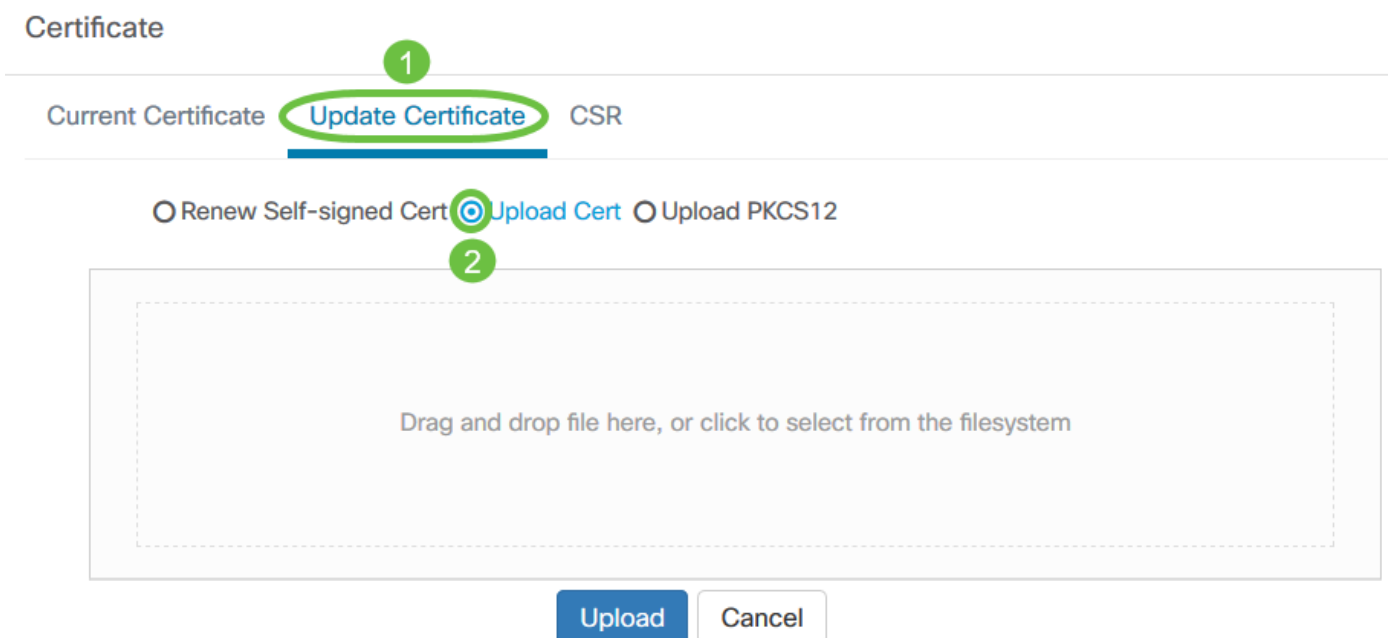 Certificate
1
Current Certificate Update Certificate CSR
Renew Self-signed Cert Upload Cert Upload PKCS12
2
Drag and drop file here, or click to select from the filesystem
Upload Cancel